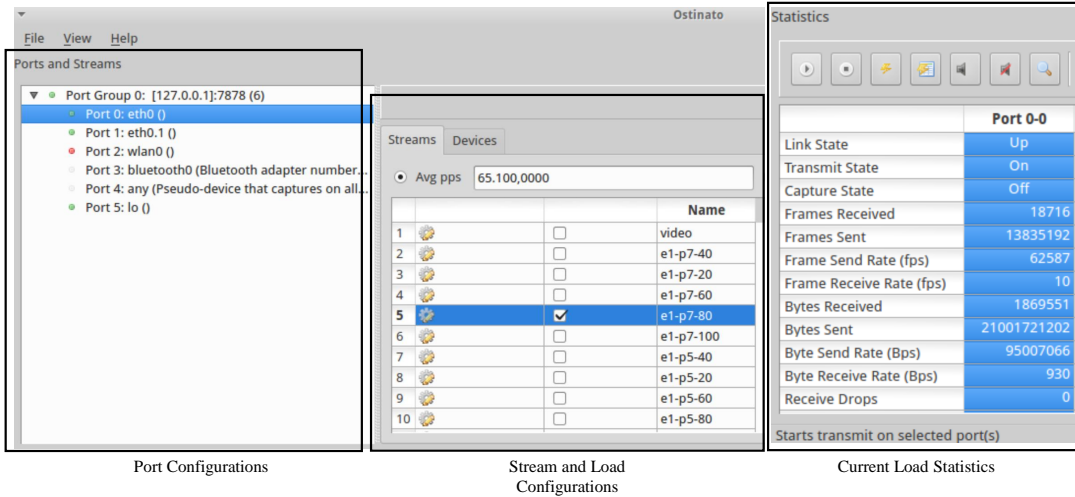 Ostinato
File View Help
Ports and Streams
Port Group 0: [127.0.0.1]:7878 (6)
Port 0: eth0 ()
Port 1: eth0.1 ()
Port 2: wlan0 ()
Port 3: bluetooth0 (Bluetooth adapter number...
Port 4: any (Pseudo-device that captures on all...
Port 5: lo ()
Streams Devices
Avg pps 65.100,0000
Name
1 video
2 e1-p7-40
3 e1-p7-20
4 e1-p7-60
5 e1-p7-80
6 e1-p7-100
7 e1-p5-40
8 e1-p5-20
9 e1-p5-60
10 e1-p5-80
Statistics
Port 0-0
Link State Up
Transmit State On
Capture State Off
Frames Received 18716
Frames Sent 13835192
Frame Send Rate (fps) 62587
Frame Receive Rate (fps) 10
Bytes Received 1869551
Bytes Sent 21001721202
Byte Send Rate (Bps) 95007066
Byte Receive Rate (Bps) 930
Receive Drops 0
Starts transmit on selected port(s)
Port Configurations
Stream and Load
Configurations
Current Load Statistics